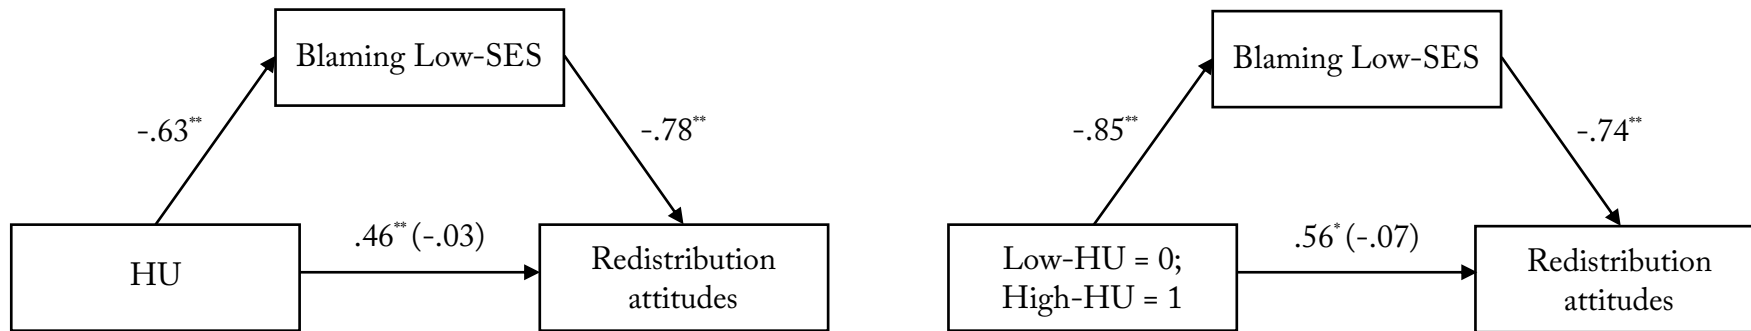 Blaming Low-SES
-.63**
-.78**
HU
.46** (-.03)
Redistribution
attitudes
Blaming Low-SES
-.85**
-.74**
Low-HU = 0;
High-HU = 1
.56* (-.07)
Redistribution
attitudes